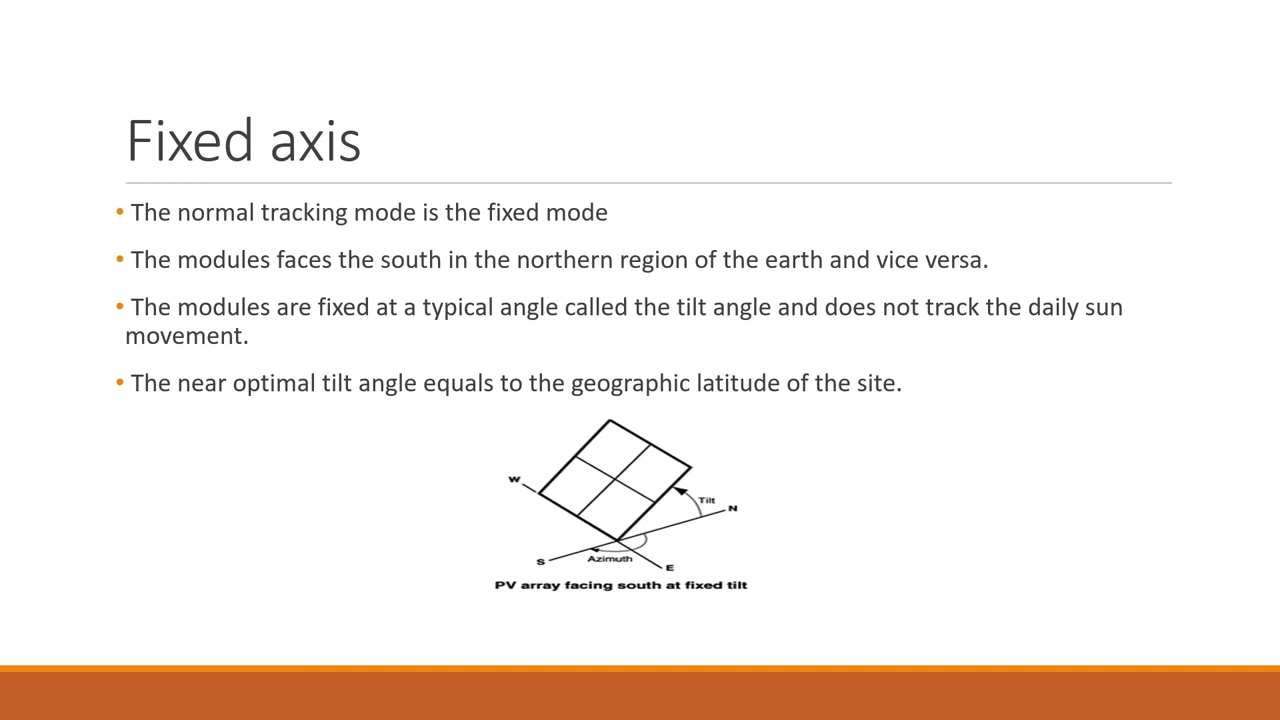 Fixed axis
• The normal tracking mode is the fixed mode
• The modules faces the south in the northern region of the earth and vice versa.
• The modules are fixed at a typical angle called the tilt angle and does not track the daily sun
movement.
• The near optimal tilt angle equals to the geographic latitude of the site.
W
Tilt
N
S
Azimuth
E
PV array facing south at fixed tilt